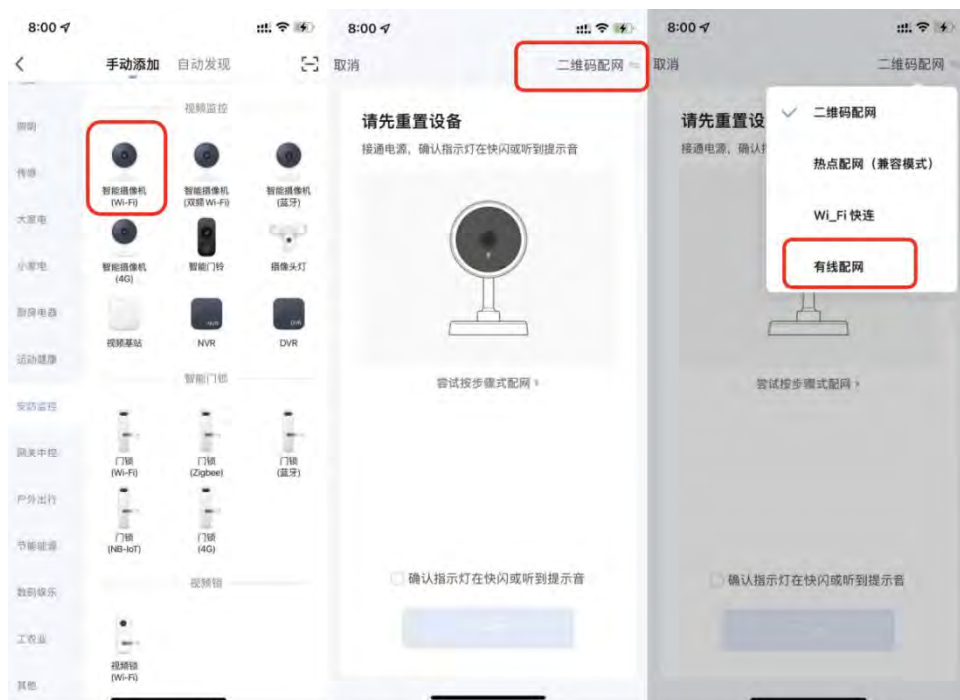 8:00
手动添加
自动发现
照明
传感
大家电
小家电
厨房电器
运动健康
安防监控
网关中控
户外出行
节能能源
数码娱乐
工农业
其他
视频监控
智能摄像机
(Wi-Fi)
智能摄像机
(双频 Wi-Fi)
智能摄像机
(蓝牙)
智能摄像机
(4G)
智能门铃
摄像头灯
视频基站
NVR
NVR
DVR
DVR
智能门锁
门锁
(Wi-Fi)
门锁
(Zigbee)
门锁
(蓝牙)
门锁
(NB-IoT)
门锁
(4G)
视频锁
视频锁
(Wi-Fi)
8:00
取消
二维码配网
请先重置设备
接通电源，确认指示灯在快闪或听到提示音
尝试按步骤式配网
确认指示灯在快闪或听到提示音
8:00
取消
二维码配网
请先重置设
接通电源，确认
二维码配网
热点配网（兼容模式）
Wi_Fi 快连
有线配网
尝试按步骤式配网
确认指示灯在快闪或听到提示音